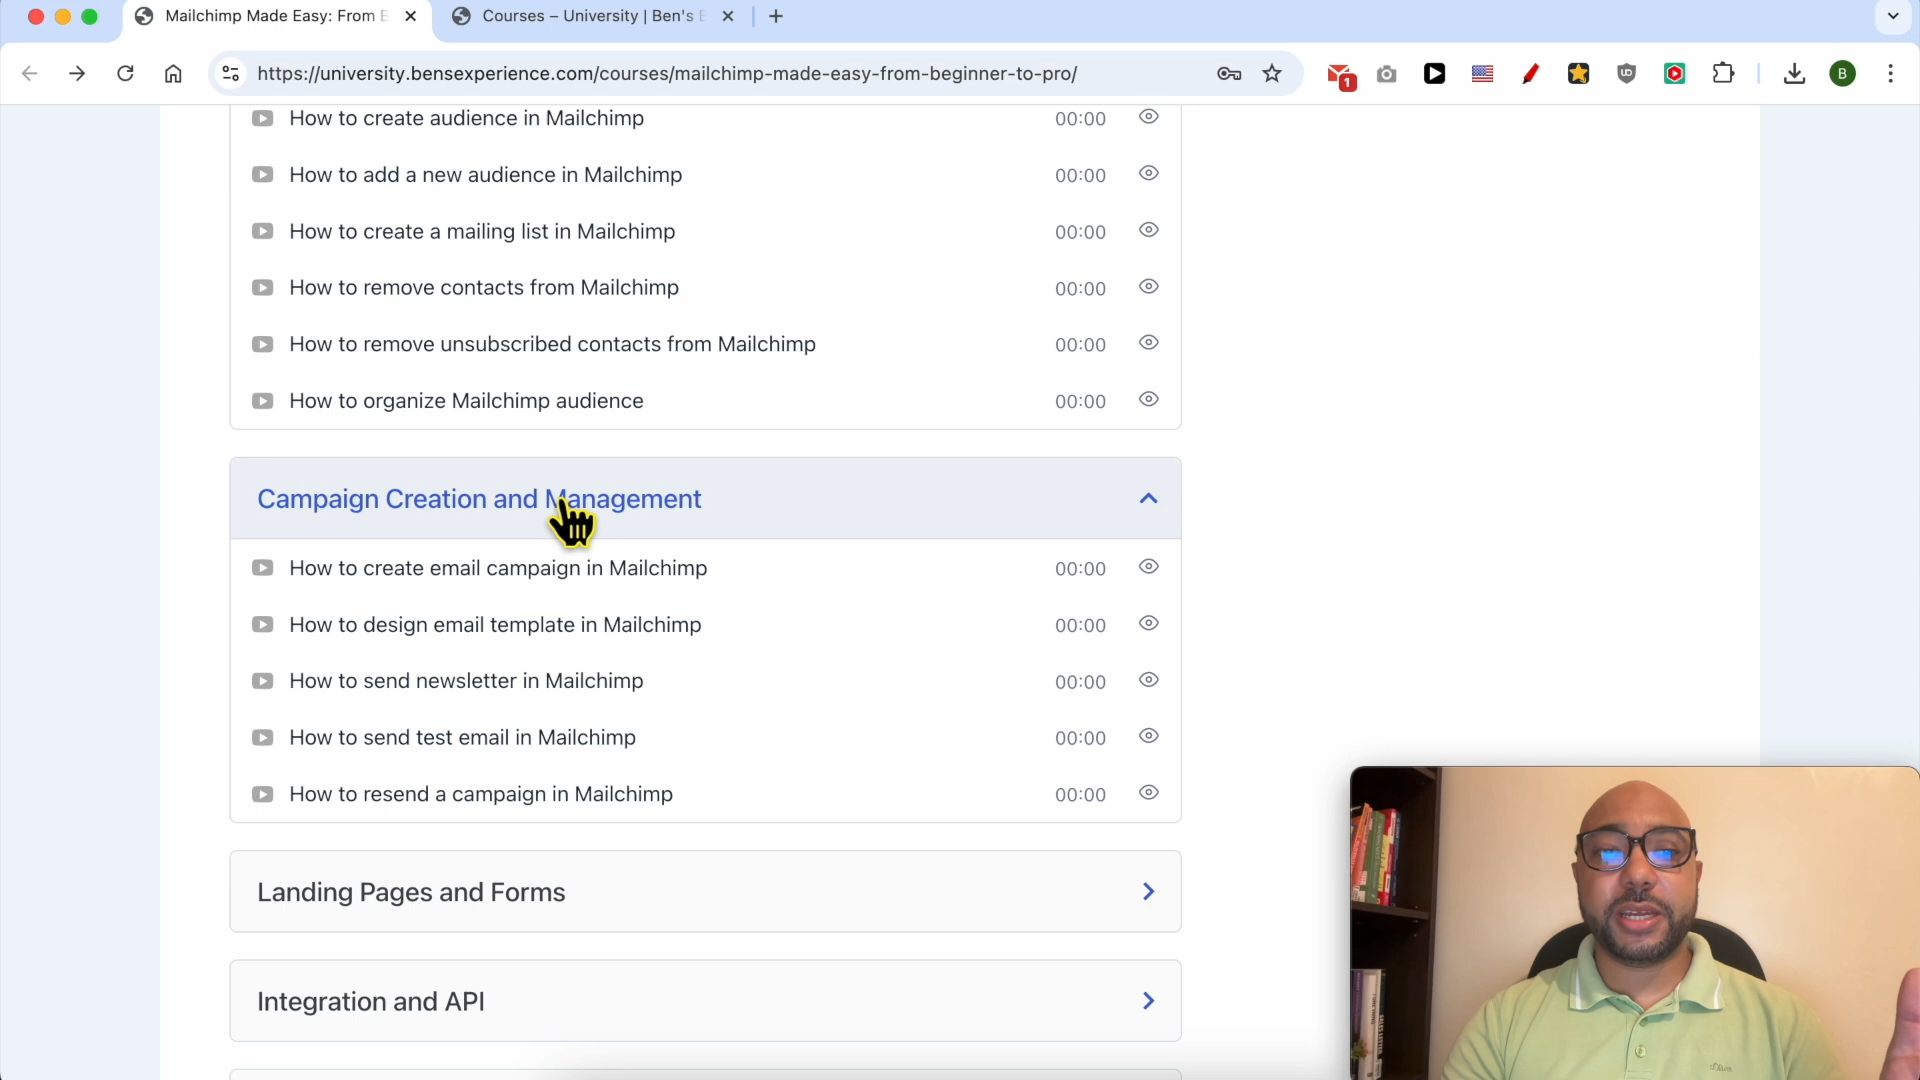 Mailchimp Made Easy: From B
Courses – University | Ben's E
https://university.bensexperience.com/courses/mailchimp-made-easy-from-beginner-to-pro/
1
B
How to create audience in Mailchimp 00:00
How to add a new audience in Mailchimp 00:00
How to create a mailing list in Mailchimp 00:00
How to remove contacts from Mailchimp 00:00
How to remove unsubscribed contacts from Mailchimp 00:00
How to organize Mailchimp audience 00:00
Campaign Creation and Management
How to create email campaign in Mailchimp 00:00
How to design email template in Mailchimp 00:00
How to send newsletter in Mailchimp 00:00
How to send test email in Mailchimp 00:00
How to resend a campaign in Mailchimp 00:00
Landing Pages and Forms
Integration and API
s.Oliver